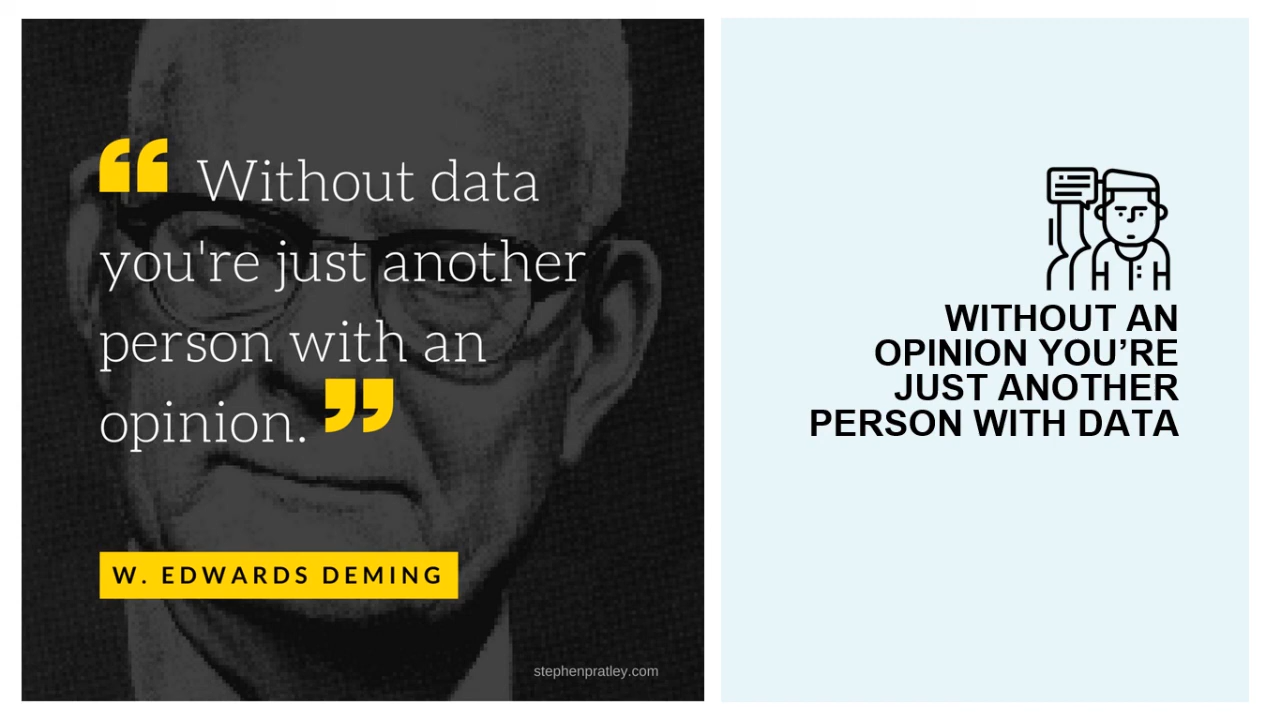 “ Without data
you're just another
person with an
opinion. ”
W. EDWARDS DEMING
stephenpratley.com
WITHOUT AN
OPINION YOU’RE
JUST ANOTHER
PERSON WITH DATA